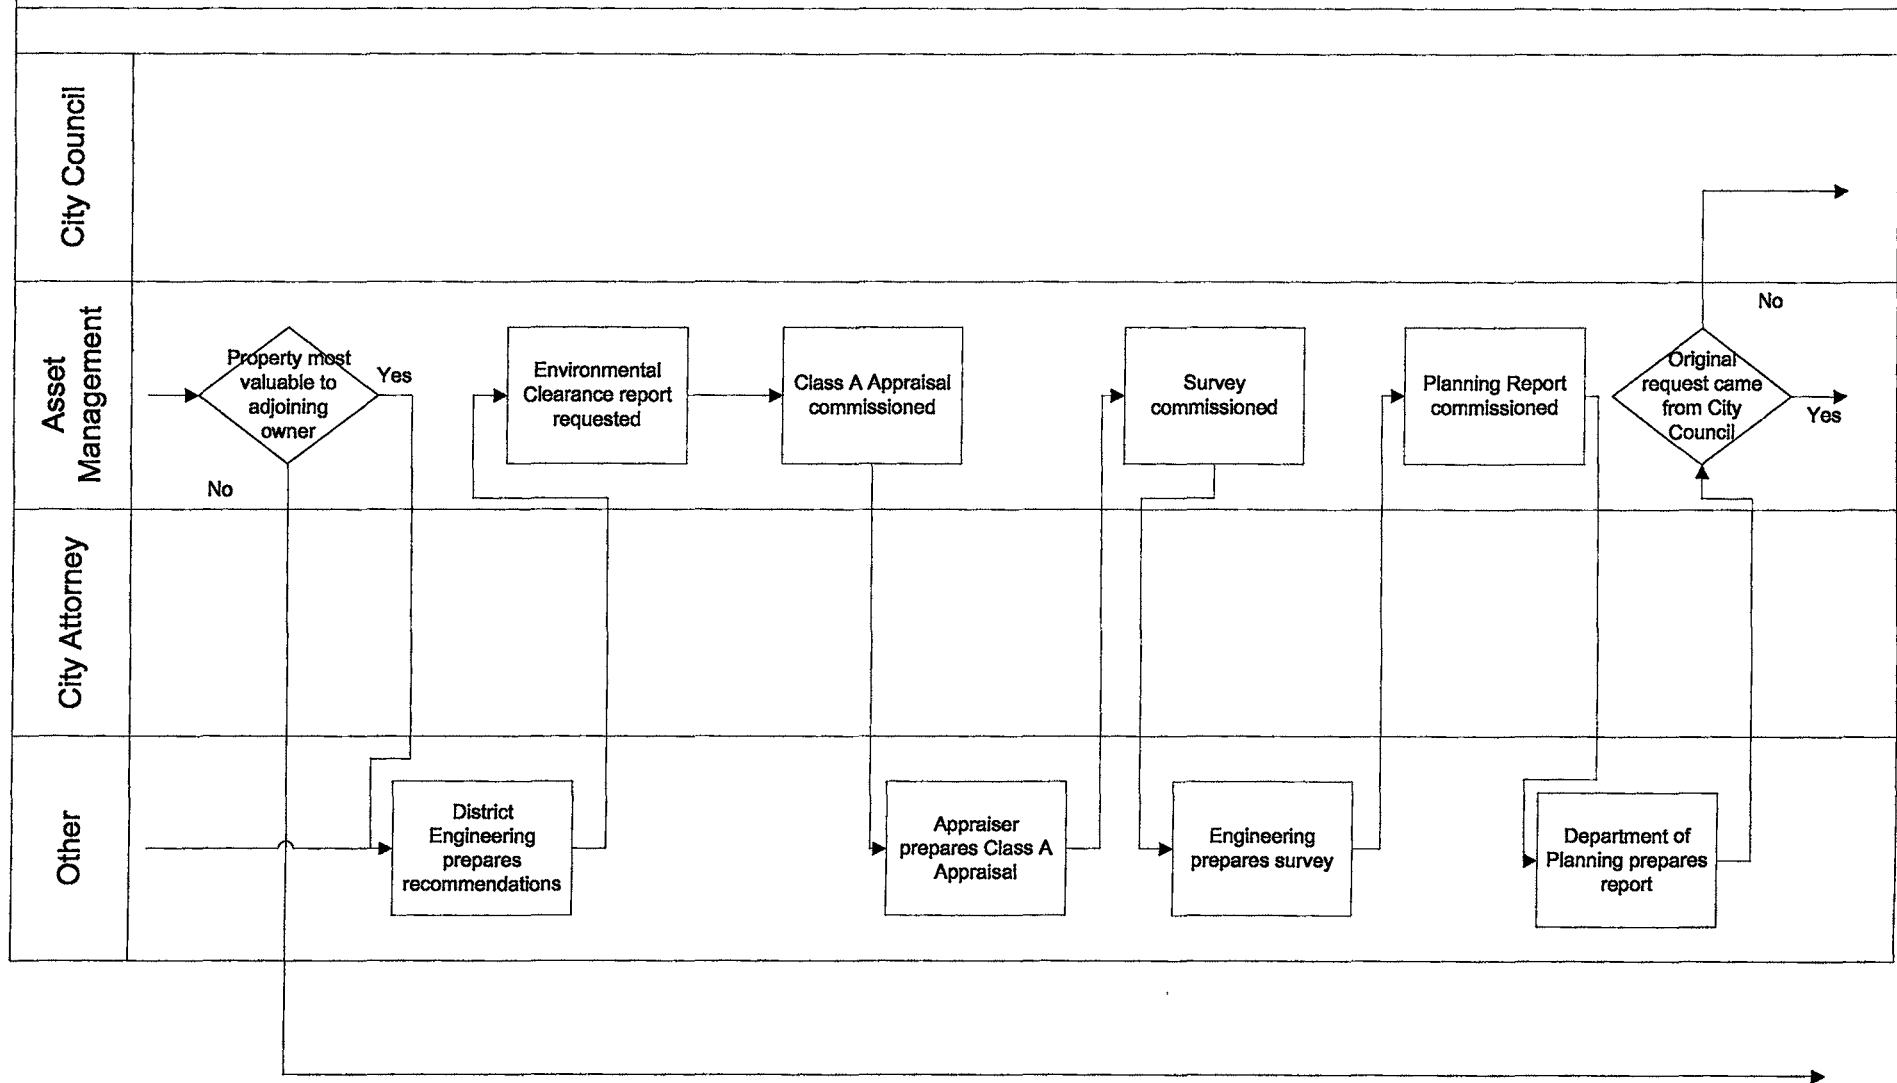 City Council
No
Asset
Management
Property most
valuable to
adjoining
owner
Yes
No
Environmental
Clearance report
requested
Class A Appraisal
commissioned
Survey
commissioned
Planning Report
commissioned
Original
request came
from City
Council
Yes
City Attorney
Other
District
Engineering
prepares
recommendations
Appraiser
prepares Class A
Appraisal
Engineering
prepares survey
Department of
Planning prepares
report